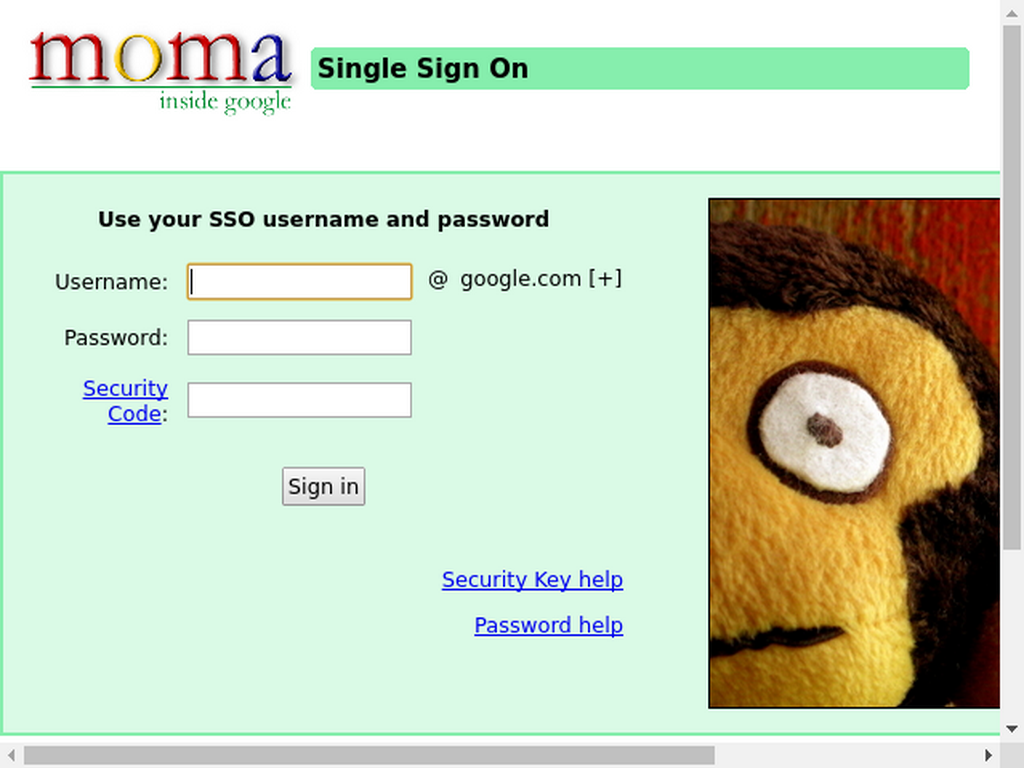 moma
inside google
Single Sign On
Use your SSO username and password
Username:
@ google.com [+]
Password:
Security
Code:
Sign in
Security Key help
Password help